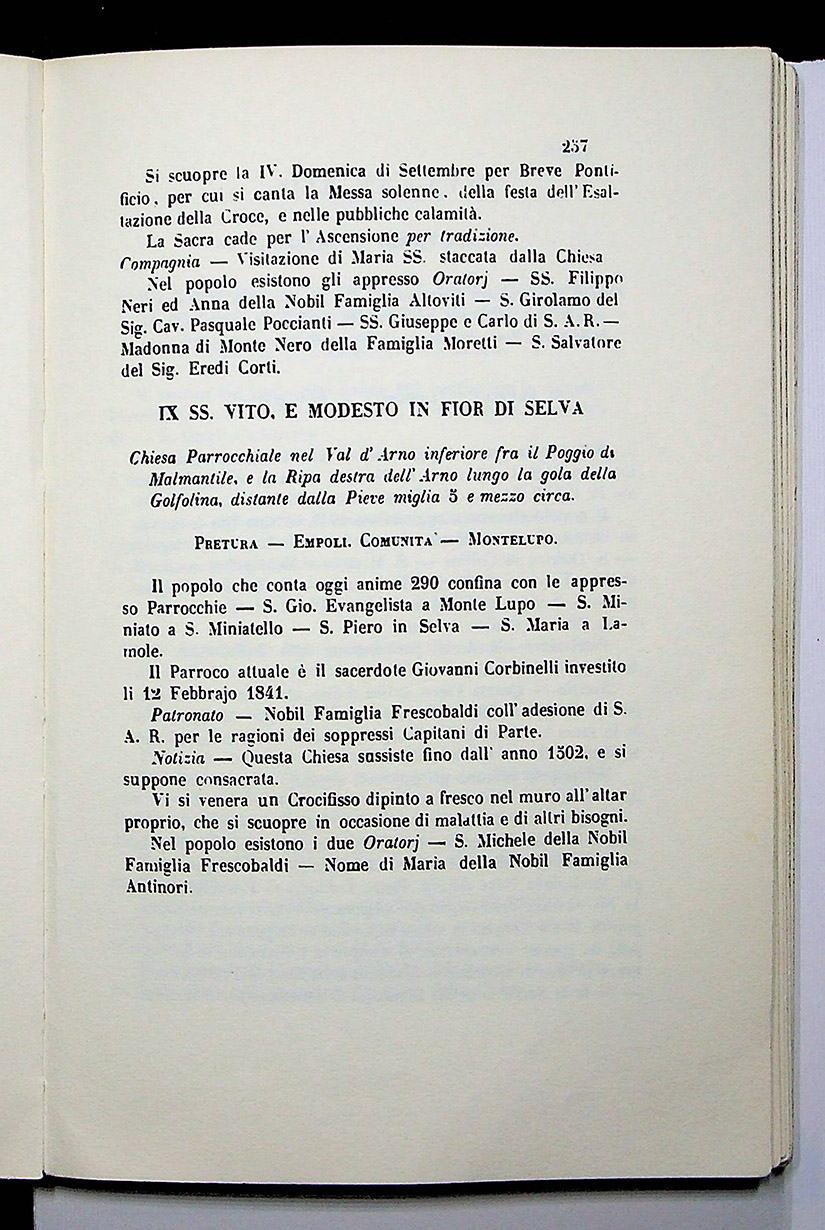 257
Si scuopre la IV. Domenica di Settembre per Breve Ponti-
ficio, per cui si canta la Messa solenne, della festa dell' Esal-
tazione della Croce, e nelle pubbliche calamità.
La Sacra cade per l' Ascensione per tradizione.
Compagnia — Visitazione di Maria SS. staccata dalla Chiesa
Nel popolo esistono gli appresso Oratorj — SS. Filippo
Neri ed Anna della Nobil Famiglia Altoviti — S. Girolamo del
Sig. Cav. Pasquale Poccianti — SS. Giuseppe e Carlo di S. A. R. —
Madonna di Monte Nero della Famiglia Moretti — S. Salvatore
del Sig. Eredi Corti.
IX SS. VITO, E MODESTO IN FIOR DI SELVA
Chiesa Parrocchiale nel Val d' Arno inferiore fra il Poggio di
Malmantile, e la Ripa destra dell' Arno lungo la gola della
Golfolina, distante dalla Pieve miglia 5 e mezzo circa.
PRETURA — EMPOLI. COMUNITA' — MONTELUPO.
Il popolo che conta oggi anime 290 confina con le appres-
so Parrocchie — S. Gio. Evangelista a Monte Lupo — S. Mi-
niato a S. Miniatello — S. Piero in Selva — S. Maria a La-
mole.
Il Parroco attuale è il sacerdote Giovanni Corbinelli investito
li 12 Febbrajo 1841.
Patronato — Nobil Famiglia Frescobaldi coll' adesione di S.
A. R. per le ragioni dei soppressi Capitani di Parte.
Notizia — Questa Chiesa sussiste fino dall' anno 1302, e si
suppone consacrata.
Vi si venera un Crocifisso dipinto a fresco nel muro all' altar
proprio, che si scuopre in occasione di malattia e di altri bisogni.
Nel popolo esistono i due Oratorj — S. Michele della Nobil
Famiglia Frescobaldi — Nome di Maria della Nobil Famiglia
Antinori.